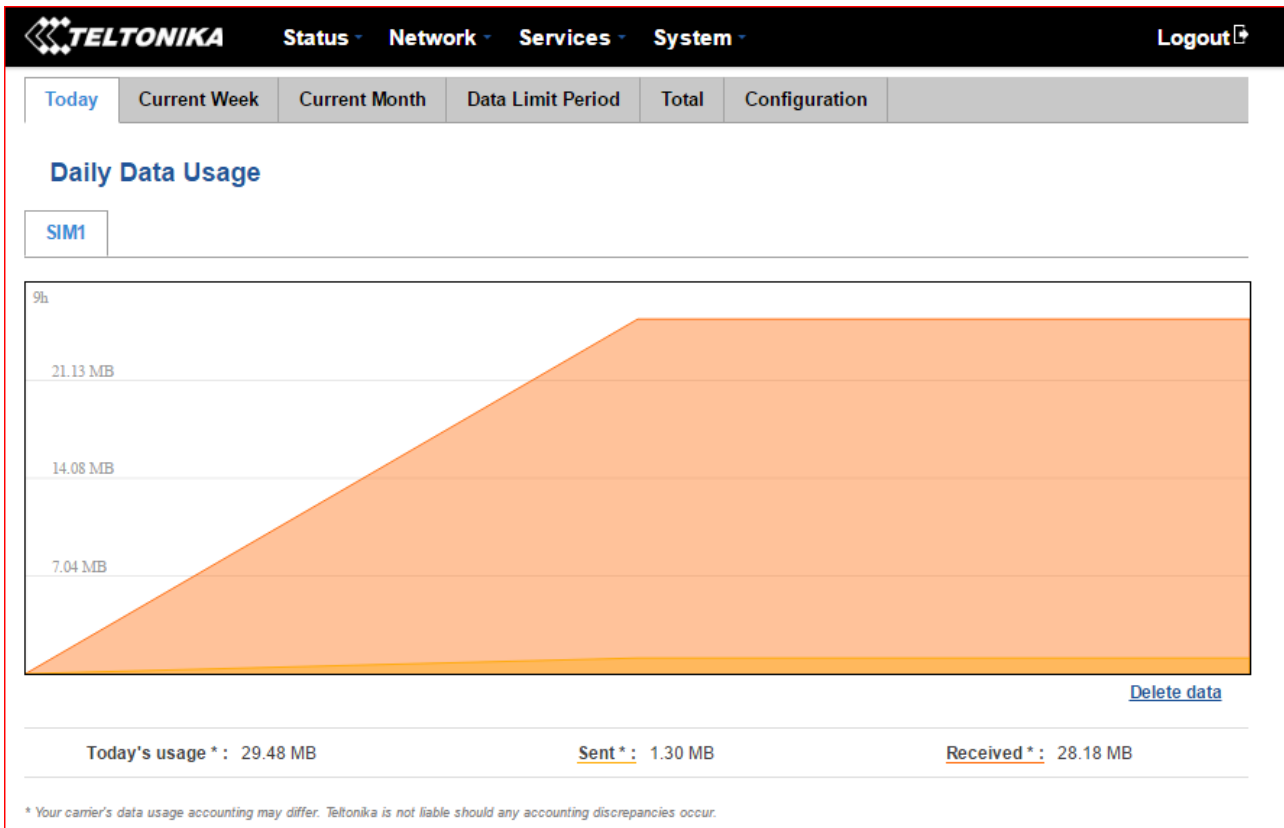 TELTONIKA Status Network Services System Logout
Today Current Week Current Month Data Limit Period Total Configuration
Daily Data Usage
SIM1
9h
21.13 MB
14.08 MB
7.04 MB
Delete data
Today's usage * : 29.48 MB Sent * : 1.30 MB Received * : 28.18 MB
* Your carrier's data usage accounting may differ. Teltonika is not liable should any accounting discrepancies occur.